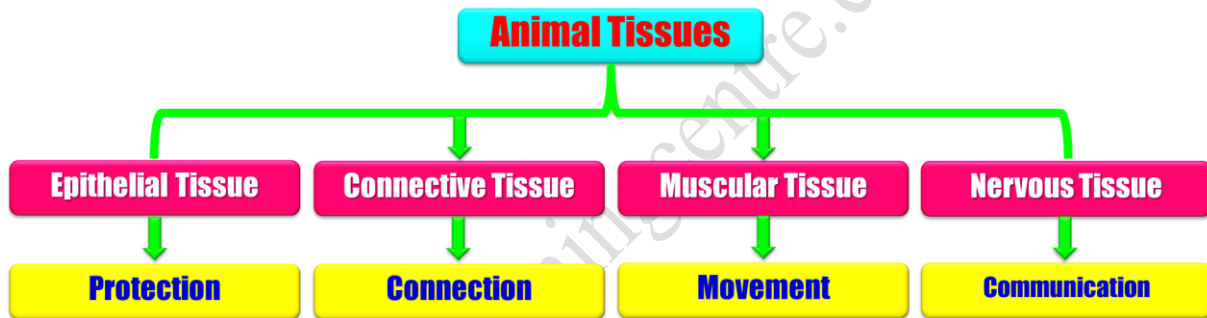 Animal Tissues
Epithelial Tissue
Connective Tissue
Muscular Tissue
Nervous Tissue
Protection
Connection
Movement
Communication